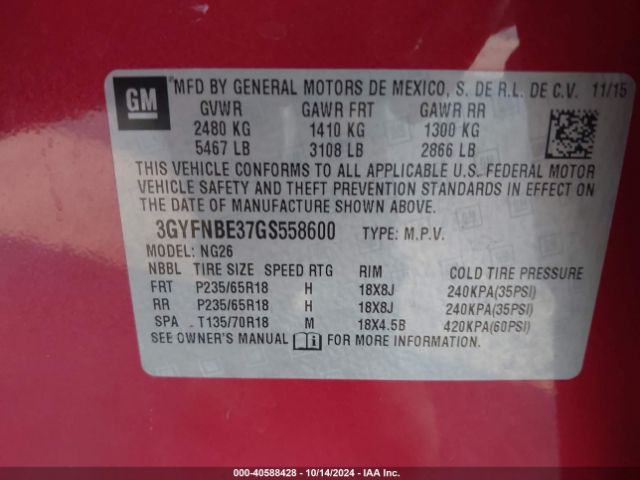 GM
MFD BY GENERAL MOTORS DE MEXICO, S. DE R.L. DE C.V. 11/15
GVWR GAWR FRT GAWR RR
2480 KG 1410 KG 1300 KG
5467 LB 3108 LB 2866 LB
THIS VEHICLE CONFORMS TO ALL APPLICABLE U.S. FEDERAL MOTOR
VEHICLE SAFETY AND THEFT PREVENTION STANDARDS IN EFFECT ON
THE DATE OF MANUFACTURE SHOWN ABOVE.
3GYFNBE37GS558600 TYPE: M.P.V.
MODEL: NG26
NBBL TIRE SIZE SPEED RTG RIM COLD TIRE PRESSURE
FRT P235/65R18 H 18X8J 240KPA(35PSI)
RR P235/65R18 H 18X8J 240KPA(35PSI)
SPA T135/70R18 M 18X4.5B 420KPA(60PSI)
SEE OWNER'S MANUAL i FOR ADDITIONAL INFORMATION
000-40588428 - 10/14/2024 - IAA Inc.